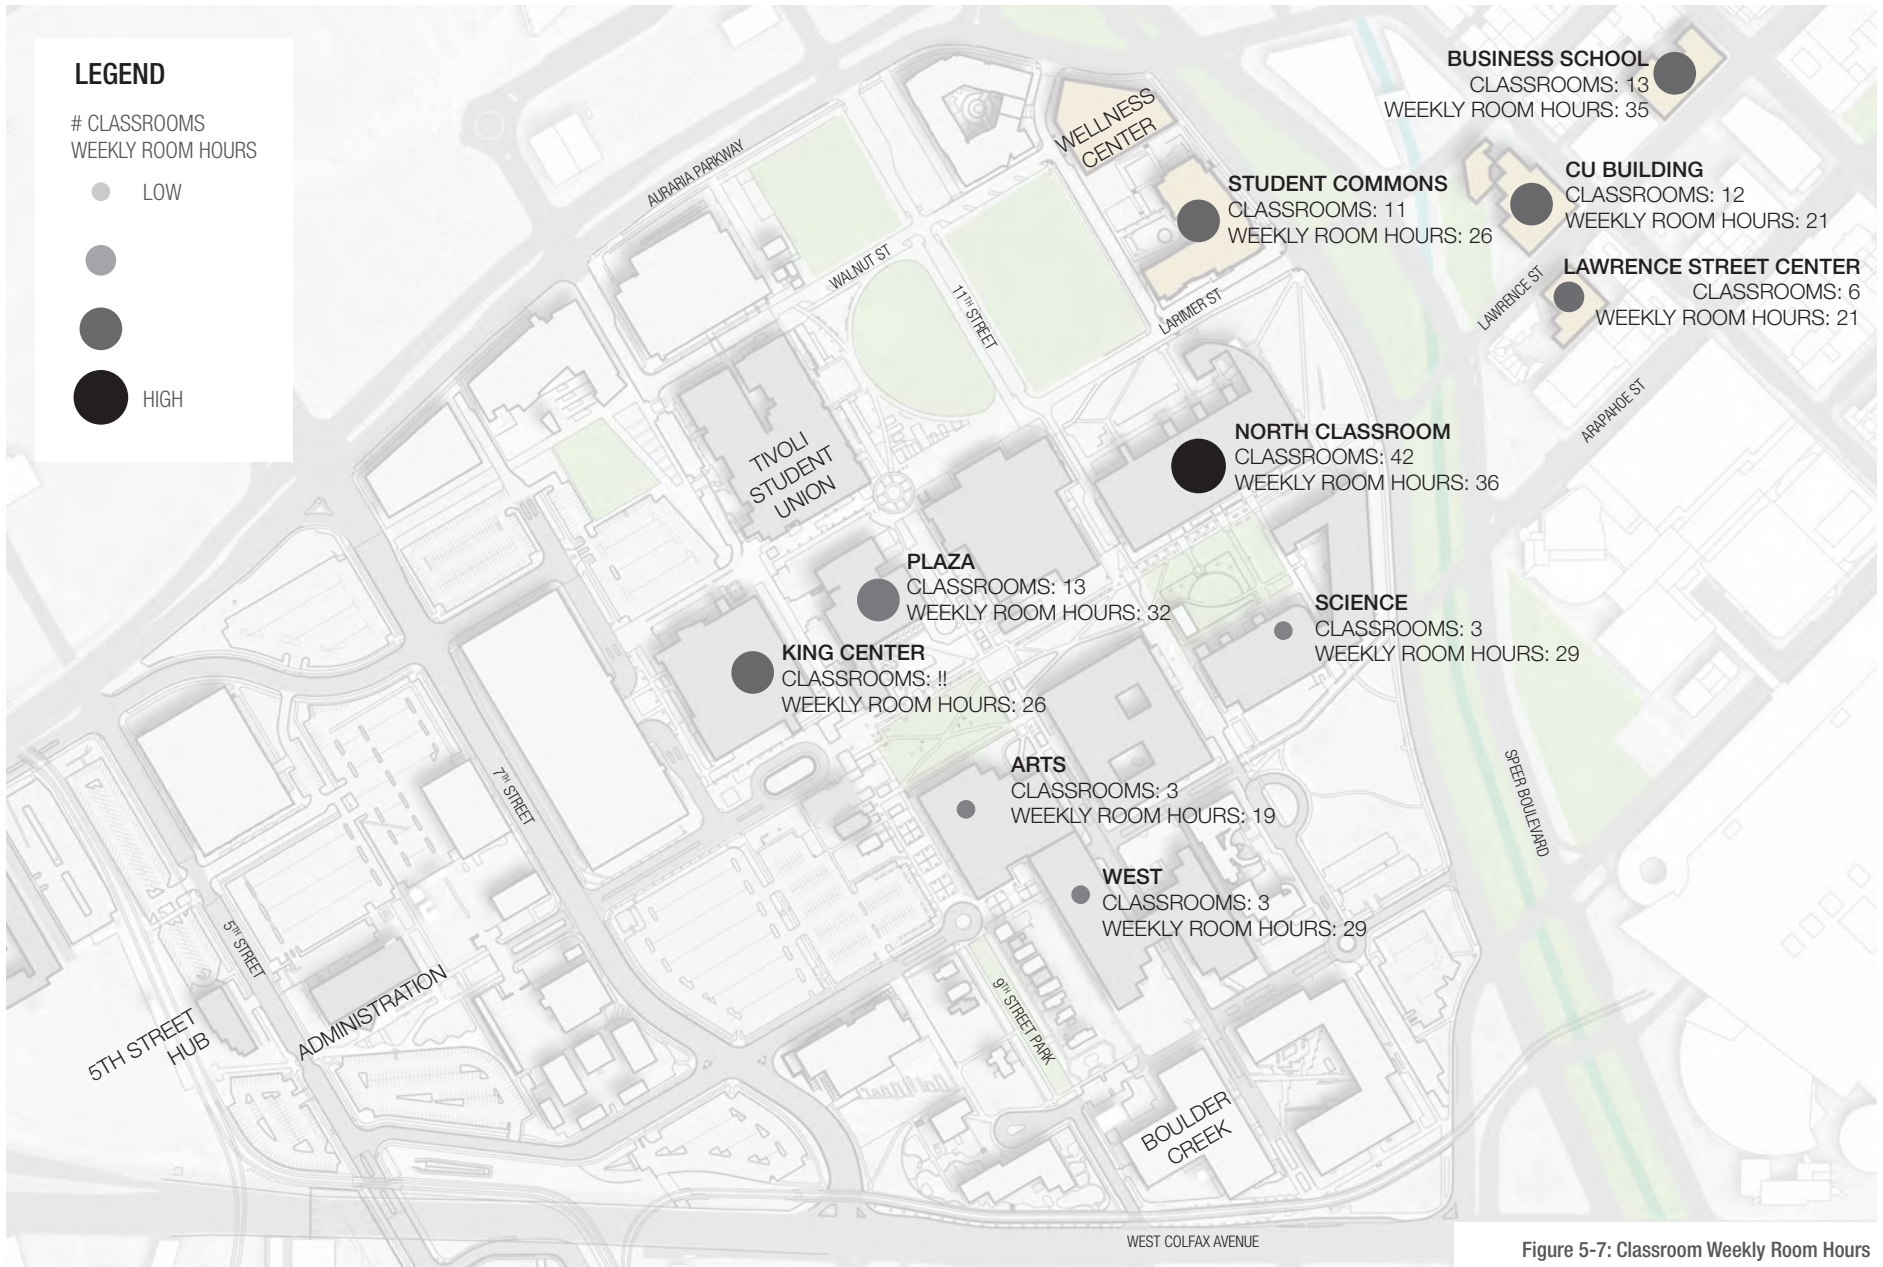 LEGEND
# CLASSROOMS
WEEKLY ROOM HOURS
LOW
HIGH
BUSINESS SCHOOL
CLASSROOMS: 13
WEEKLY ROOM HOURS: 35
WELLNESS
CENTER
AURARIA PARKWAY
STUDENT COMMONS
CLASSROOMS: 11
WEEKLY ROOM HOURS: 26
CU BUILDING
CLASSROOMS: 12
WEEKLY ROOM HOURS: 21
LAWRENCE STREET CENTER
CLASSROOMS: 6
WEEKLY ROOM HOURS: 21
WALNUT ST
11TH STREET
LARIMER ST
LAWRENCE ST
ARAPAHOE ST
TIVOLI
STUDENT
UNION
NORTH CLASSROOM
CLASSROOMS: 42
WEEKLY ROOM HOURS: 36
PLAZA
CLASSROOMS: 13
WEEKLY ROOM HOURS: 32
SCIENCE
CLASSROOMS: 3
WEEKLY ROOM HOURS: 29
KING CENTER
CLASSROOMS: !!
WEEKLY ROOM HOURS: 26
ARTS
CLASSROOMS: 3
WEEKLY ROOM HOURS: 19
7TH STREET
SPEER BOULEVARD
WEST
CLASSROOMS: 3
WEEKLY ROOM HOURS: 29
5TH STREET
ADMINISTRATION
5TH STREET
HUB
9TH STREET PARK
BOULDER
CREEK
WEST COLFAX AVENUE
Figure 5-7: Classroom Weekly Room Hours